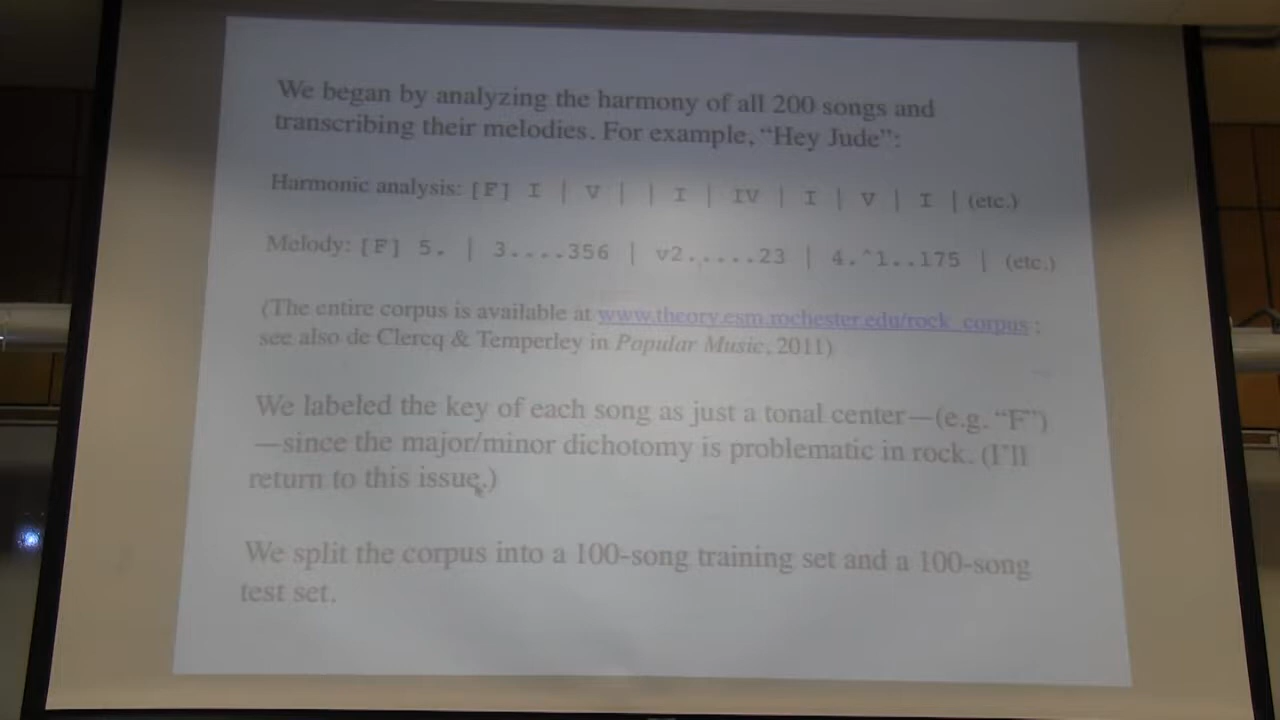 We began by analyzing the harmony of all 200 songs and
transcribing their melodies. For example, “Hey Jude”:
Harmonic analysis: [F] I | V | | I | IV | I | V | I | (etc.)
Melody: [F] 5. | 3....356 | v2.....23 | 4.^1..175 | (etc.)
(The entire corpus is available at www.theory.esm.rochester.edu/rock_corpus ;
see also de Clercq & Temperley in Popular Music, 2011)
We labeled the key of each song as just a tonal center—(e.g. “F”)
—since the major/minor dichotomy is problematic in rock. (I’ll
return to this issue.)
We split the corpus into a 100-song training set and a 100-song
test set.